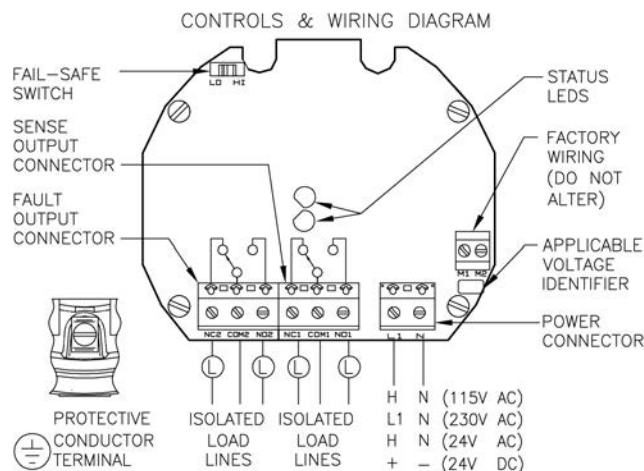 CONTROLS & WIRING DIAGRAM
FAIL-SAFE
SWITCH
LO HI
STATUS
LEDS
SENSE
OUTPUT
CONNECTOR
FACTORY
WIRING
(DO NOT
ALTER)
FAULT
OUTPUT
CONNECTOR
M1 M2
APPLICABLE
VOLTAGE
IDENTIFIER
POWER
CONNECTOR
NC2 COM2 NO2 NC1 COM1 NO1 L1 N
L L L L
PROTECTIVE
CONDUCTOR
TERMINAL
ISOLATED
LOAD
LINES
ISOLATED
LOAD
LINES
H N (115V AC)
L1 N (230V AC)
H N (24V AC)
+ - (24V DC)